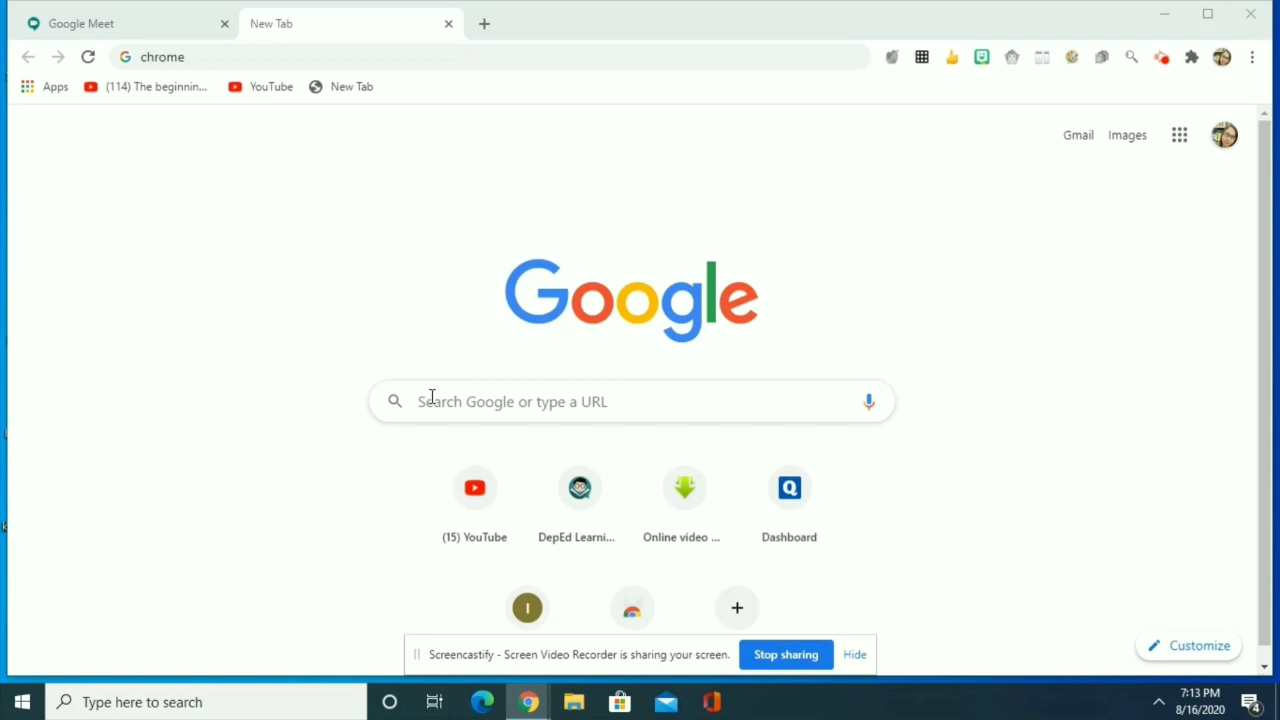 Google Meet
New Tab
chrome
Apps
(114) The beginnin...
YouTube
New Tab
Gmail
Images
Google
Search Google or type a URL
(15) YouTube
DepEd Learni...
Online video ...
Q
Dashboard
I
Screencastify - Screen Video Recorder is sharing your screen.
Stop sharing
Hide
Customize
Type here to search
7:13 PM
8/16/2020
4